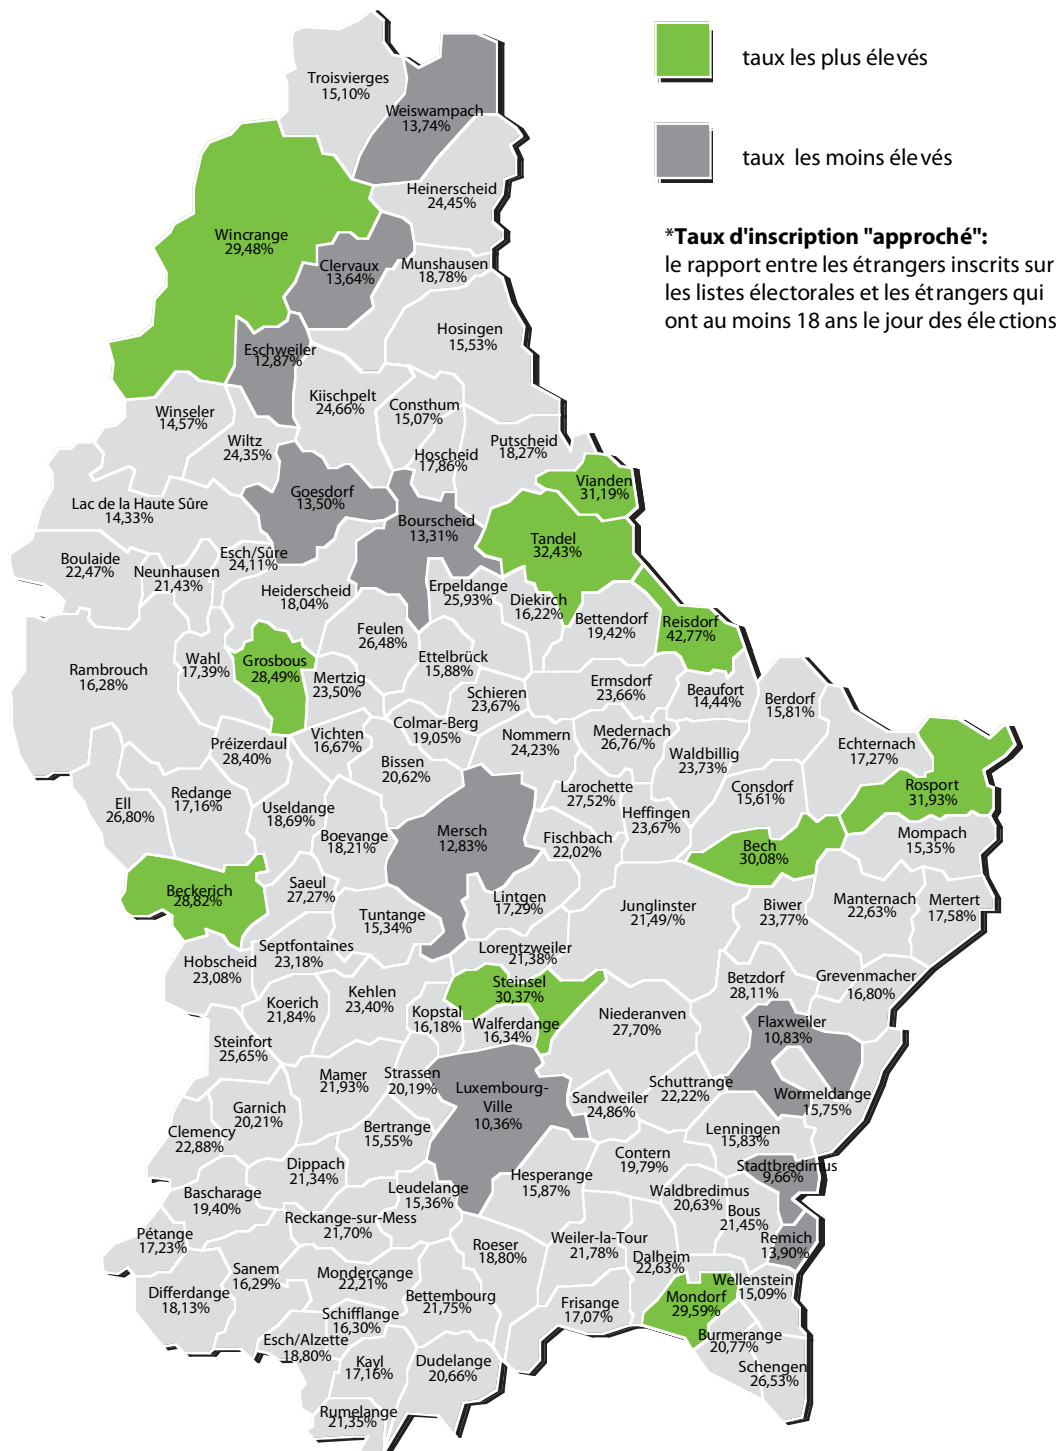 taux les plus élevés
Troisvierges
15,10%
Weiswampach
13,74%
taux les moins élevés
Heinerscheid
24,45%
*Taux d'inscription "approché":
le rapport entre les étrangers inscrits sur
les listes électorales et les étrangers qui
ont au moins 18 ans le jour des élections
Wincrange
29,48%
Clervaux
13,64%
Munshausen
18,78%
Hosingen
15,53%
Eschweiler
12,87%
Kiischpelt
24,66%
Consthum
15,07%
Winseler
14,57%
Wiltz
24,35%
Hoscheid
17,86%
Putscheid
18,27%
Vianden
31,19%
Goesdorf
13,50%
Lac de la Haute Sûre
14,33%
Bourscheid
13,31%
Tandel
32,43%
Boulaide
22,47%
Neunhausen
21,43%
Esch/Sûre
24,11%
Heiderscheid
18,04%
Erpeldange
25,93%
Diekirch
16,22%
Bettendorf
19,42%
Reisdorf
42,77%
Feulen
26,48%
Ettelbrück
15,88%
Rambrouch
16,28%
Wahl
17,39%
Grosbous
28,49%
Mertzig
23,50%
Schieren
23,67%
Ermsdorf
23,66%
Beaufort
14,44%
Berdorf
15,81%
Colmar-Berg
19,05%
Préizerdaul
28,40%
Vichten
16,67%
Nommern
24,23%
Medernach
26,76/%
Waldbillig
23,73%
Echternach
17,27%
Bissen
20,62%
Ell
26,80%
Redange
17,16%
Useldange
18,69%
Larochette
27,52%
Consdorf
15,61%
Rosport
31,93%
Heffingen
23,67%
Boevange
18,21%
Mersch
12,83%
Fischbach
22,02%
Bech
30,08%
Mompach
15,35%
Beckerich
28,82%
Saeul
27,27%
Lintgen
17,29%
Junglinster
21,49/%
Biwer
23,77%
Manternach
22,63%
Mertert
17,58%
Tuntange
15,34%
Septfontaines
23,18%
Hobscheid
23,08%
Lorentzweiler
21,38%
Steinsel
30,37%
Betzdorf
28,11%
Grevenmacher
16,80%
Koerich
21,84%
Kehlen
23,40%
Kopstal
16,18%
Walferdange
16,34%
Niederanven
27,70%
Flaxweiler
10,83%
Steinfort
25,65%
Mamer
21,93%
Strassen
20,19%
Luxembourg-
Ville
10,36%
Sandweiler
24,86%
Schuttrange
22,22%
Wormeldange
15,75%
Garnich
20,21%
Clemency
22,88%
Bertrange
15,55%
Lenningen
15,83%
Contern
19,79%
Stadtbredimus
9,66%
Dippach
21,34%
Hesperange
15,87%
Bascharage
19,40%
Leudelange
15,36%
Waldbredimus
20,63%
Bous
21,45%
Reckange-sur-Mess
21,70%
Pétange
17,23%
Roeser
18,80%
Weiler-la-Tour
21,78%
Dalheim
22,63%
Remich
13,90%
Sanem
16,29%
Mondercange
22,21%
Wellenstein
15,09%
Differdange
18,13%
Bettembourg
21,75%
Frisange
17,07%
Mondorf
29,59%
Schifflange
16,30%
Burmerange
20,77%
Esch/Alzette
18,80%
Kayl
17,16%
Dudelange
20,66%
Schengen
26,53%
Rumelange
21,35%